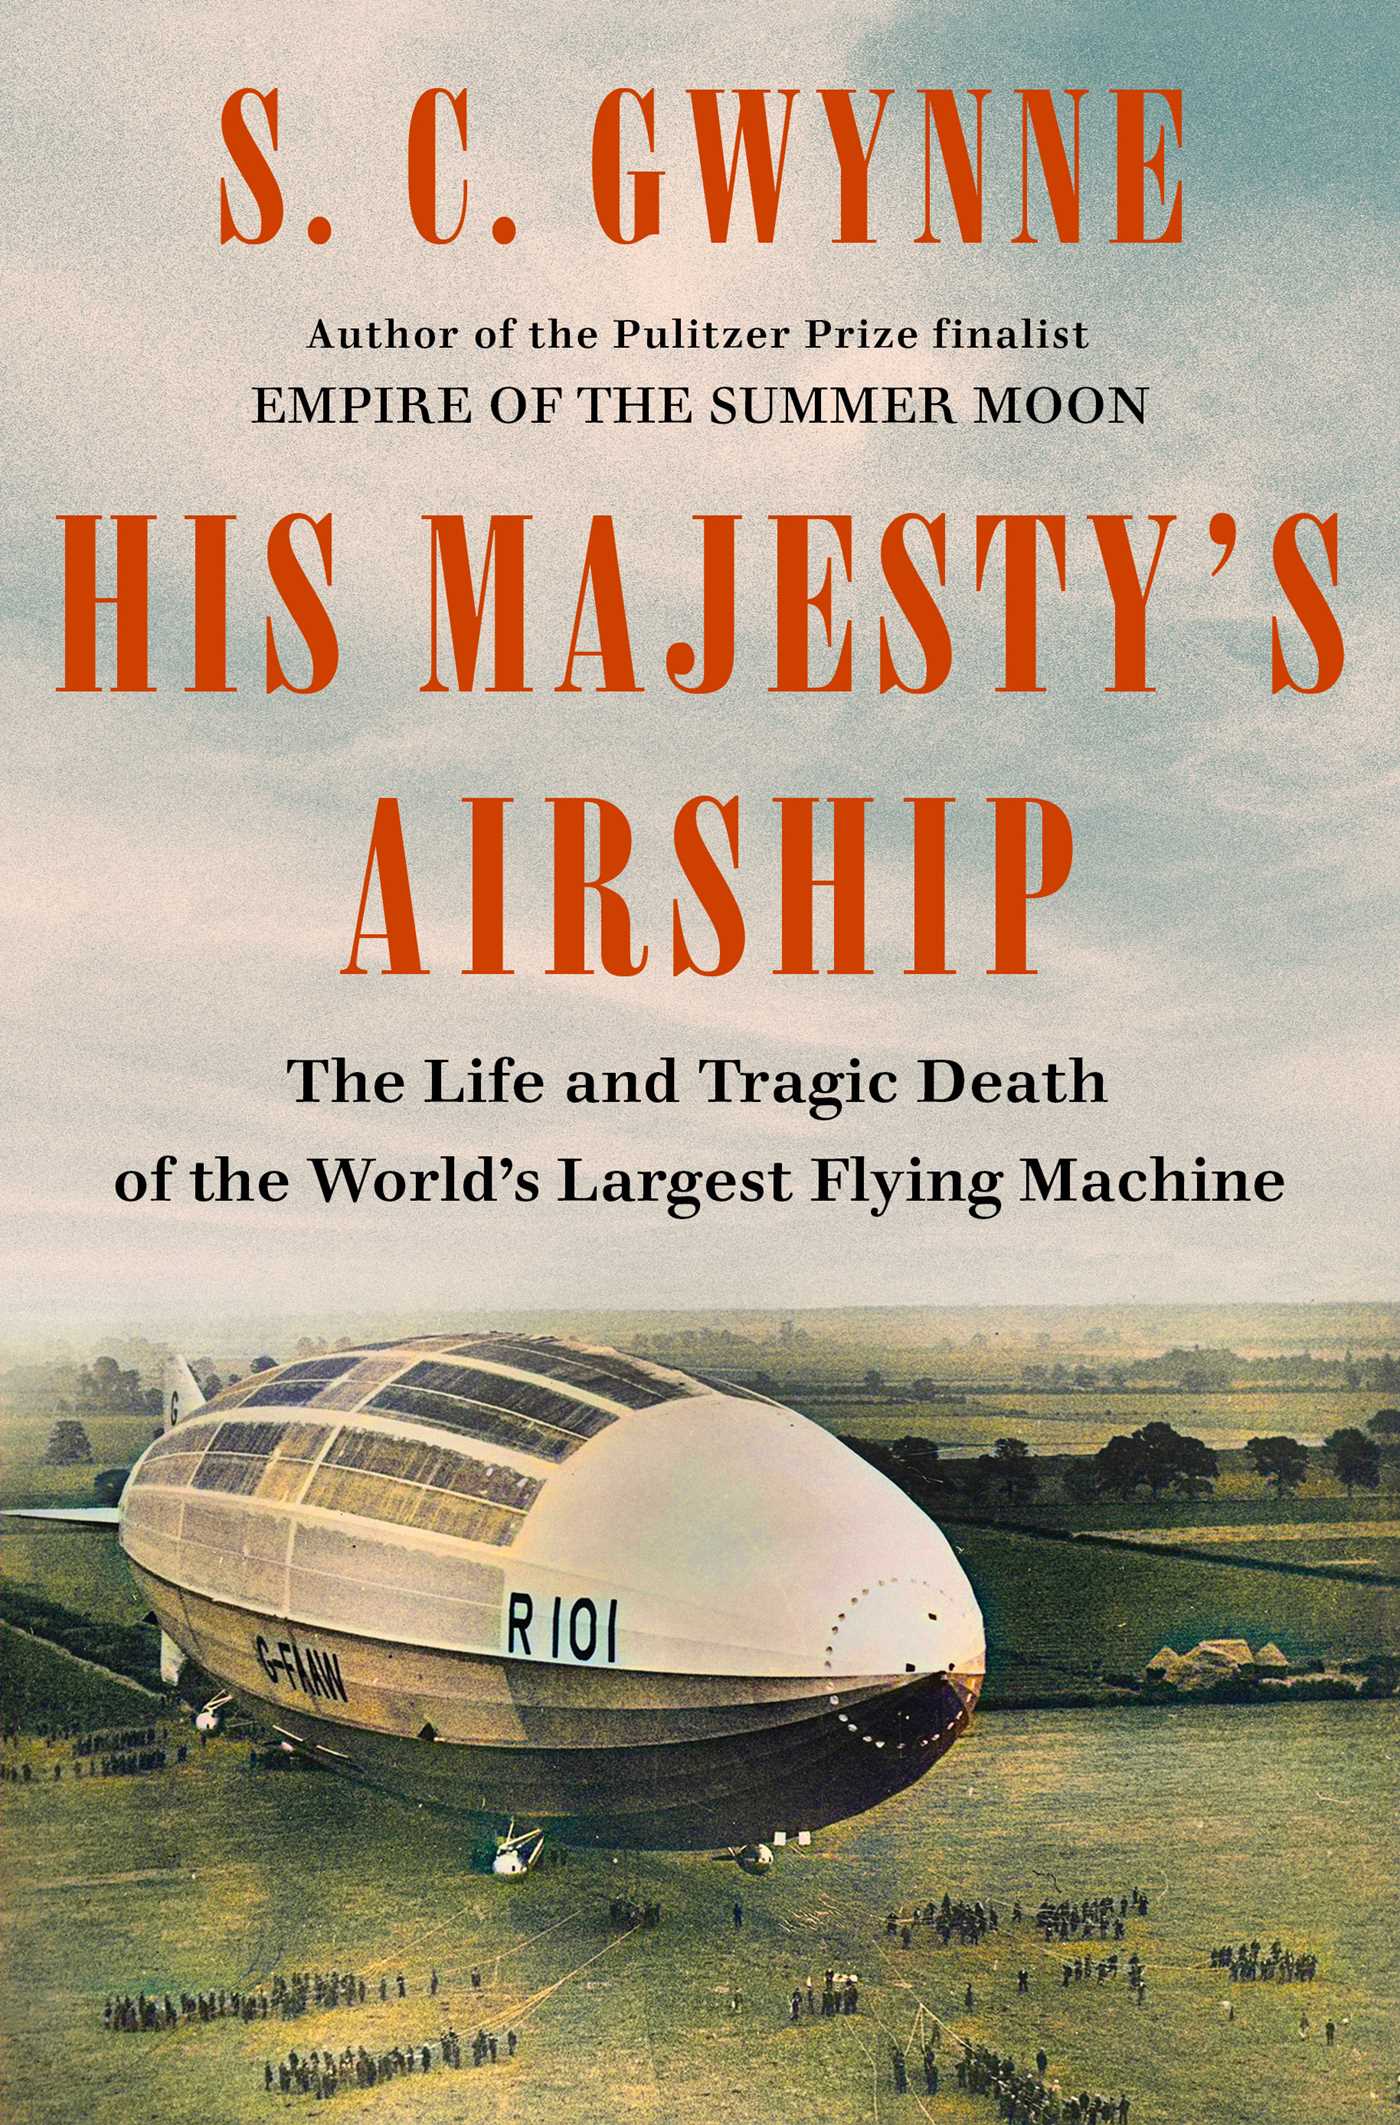 S. C. GWYNNE
Author of the Pulitzer Prize finalist
EMPIRE OF THE SUMMER MOON
HIS MAJESTY’S
AIRSHIP
The Life and Tragic Death
of the World’s Largest Flying Machine
G
R101
G-FAAW